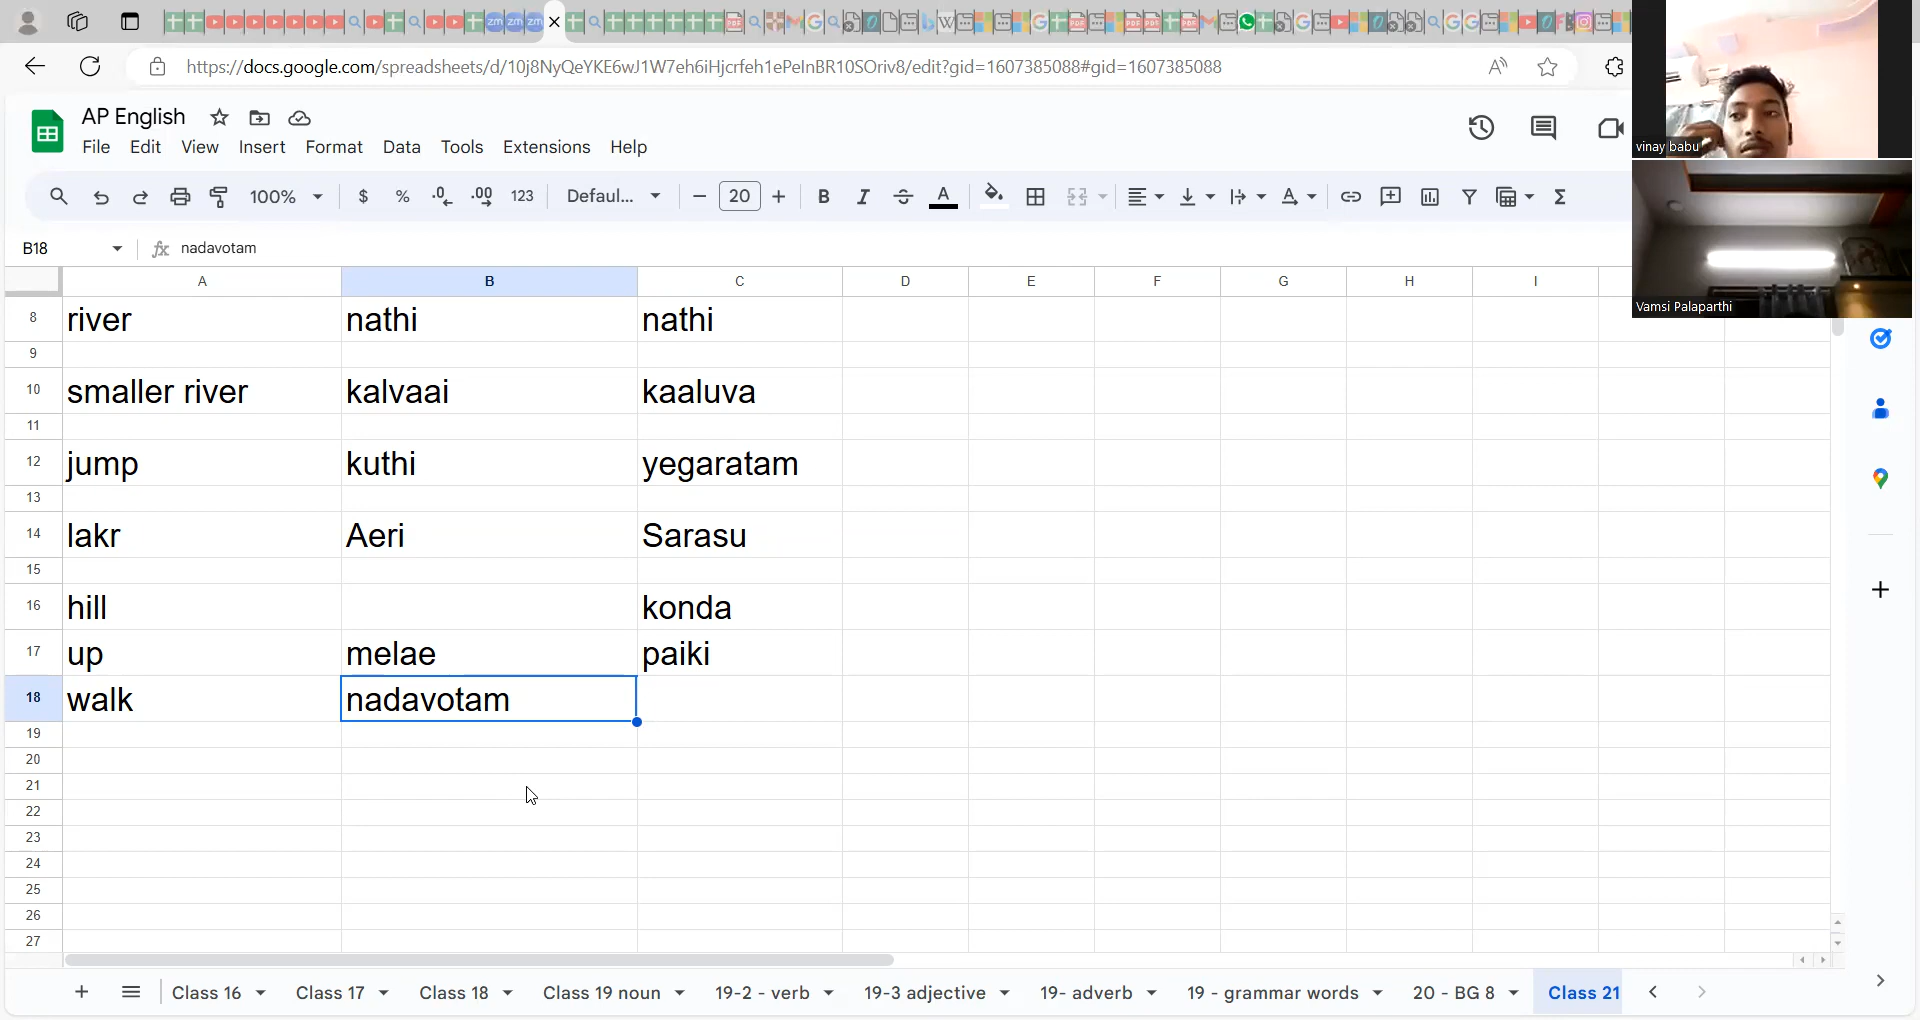 https://docs.google.com/spreadsheets/d/10j8NyQeYKE6wJ1W7eh6iHjcrfeh1ePeInBR10SOriv8/edit?gid=1607385088#gid=1607385088
AP English
File Edit View Insert Format Data Tools Extensions Help
100% $ % .0 .00 123 Defaul... 20 B I A
B18 fx nadavotam
A B C D E F G H I
8 river nathi nathi
9
10 smaller river kalvaai kaaluva
11
12 jump kuthi yegaratam
13
14 lakr Aeri Sarasu
15
16 hill konda
17 up melae paiki
18 walk nadavotam
19
20
21
22
23
24
25
26
27
Class 16 Class 17 Class 18 Class 19 noun 19-2 - verb 19-3 adjective 19- adverb 19 - grammar words 20 - BG 8 Class 21
vinay babu
Vamsi Palaparthi